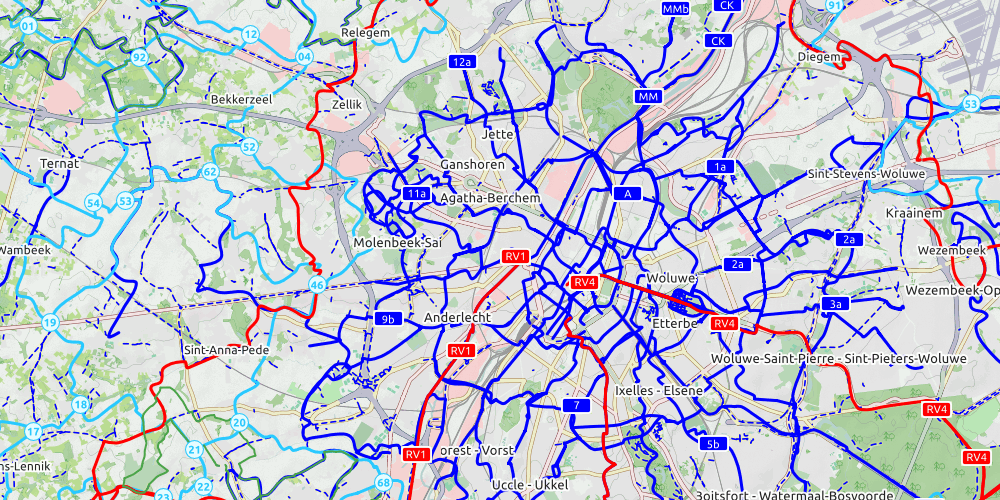 MMb
CK
91
01
Relegem
12
CK
92
04
Diegem
12a
Bekkerzeel
Zellik
MM
53
Jette
52
Ternat
Ganshoren
1a
62
Sint-Stevens-Woluwe
11a
Agatha-Berchem
A
54
53
Kraainem
Molenbeek-Sai
2a
Wambeek
Wezembeek
RV1
2a
Woluwe
46
RV4
Wezembeek-Op
3a
19
9b
Anderlecht
Etterbe
RV4
Sint-Anna-Pede
RV1
Woluwe-Saint-Pierre - Sint-Pieters-Woluwe
Ixelles - Elsene
18
7
RV4
20
17
5b
21
RV1
orest - Vorst
RV4
ns-Lennik
68
22
Uccle - Ukkel
23
Boitsfort - Watermaal-Bosvoorde